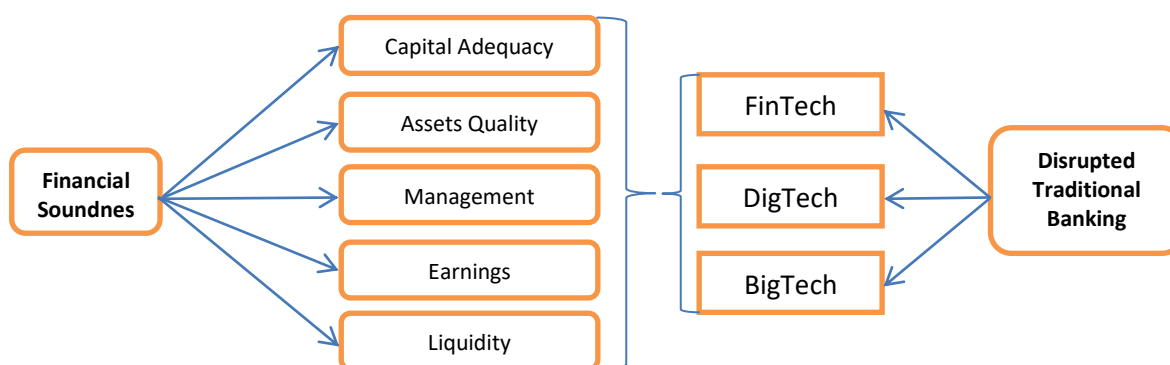 Financial
Soundnes
Capital Adequacy
Assets Quality
Management
Earnings
Liquidity
FinTech
DigTech
BigTech
Disrupted
Traditional
Banking